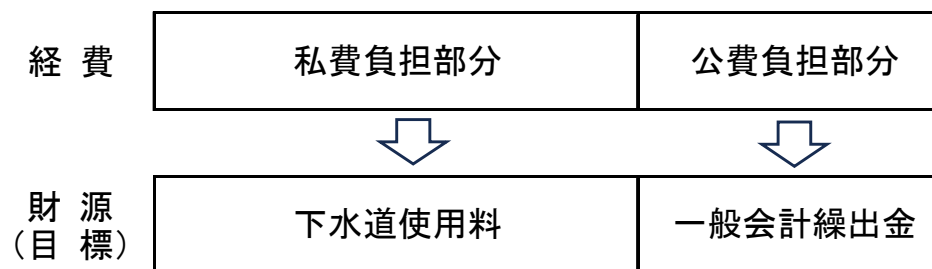 経 費
私費負担部分
公費負担部分
財 源
(目 標)
下水道使用料
一般会計繰出金